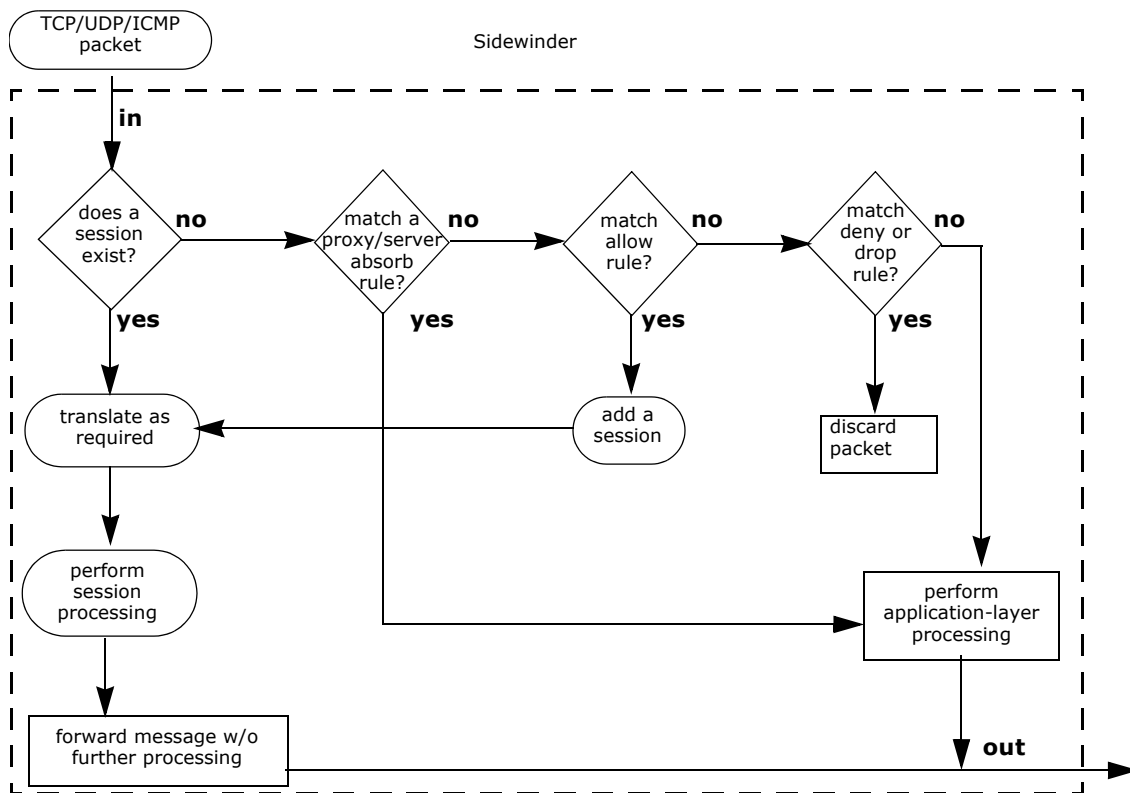 TCP/UDP/ICMP
packet
Sidewinder
in
does a
session
exist?
no
match a
proxy/server
absorb
rule?
no
match
allow
rule?
no
match
deny or
drop
rule?
no
yes
yes
yes
yes
translate as
required
add a
session
discard
packet
perform
session
processing
perform
application-layer
processing
forward message w/o
further processing
out